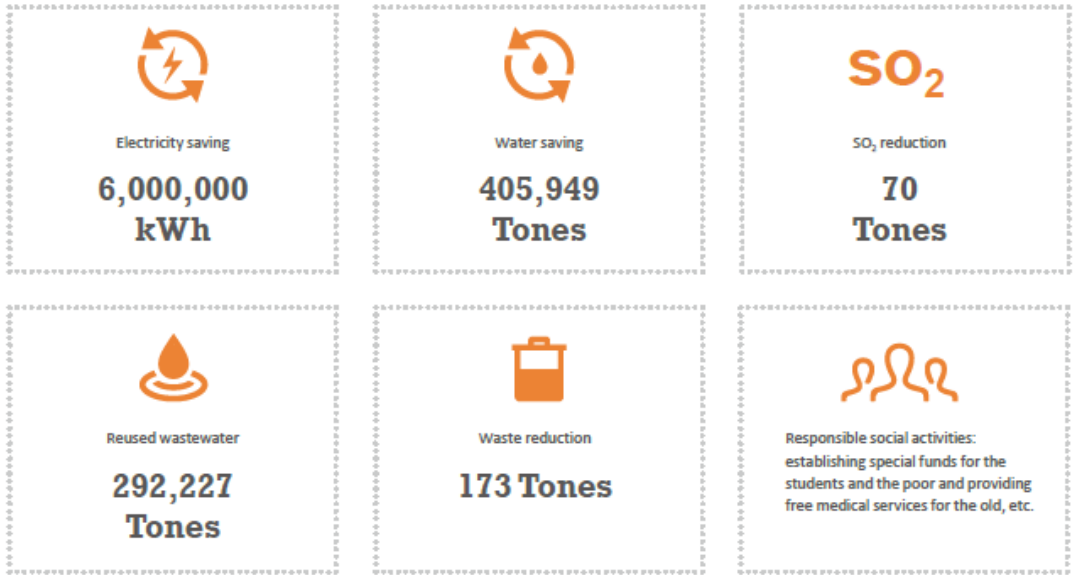 Electricity saving
6,000,000
kWh
Water saving
405,949
Tones
SO₂
SO₂ reduction
70
Tones
Reused wastewater
292,227
Tones
Waste reduction
173 Tones
Responsible social activities:
establishing special funds for the
students and the poor and providing
free medical services for the old, etc.